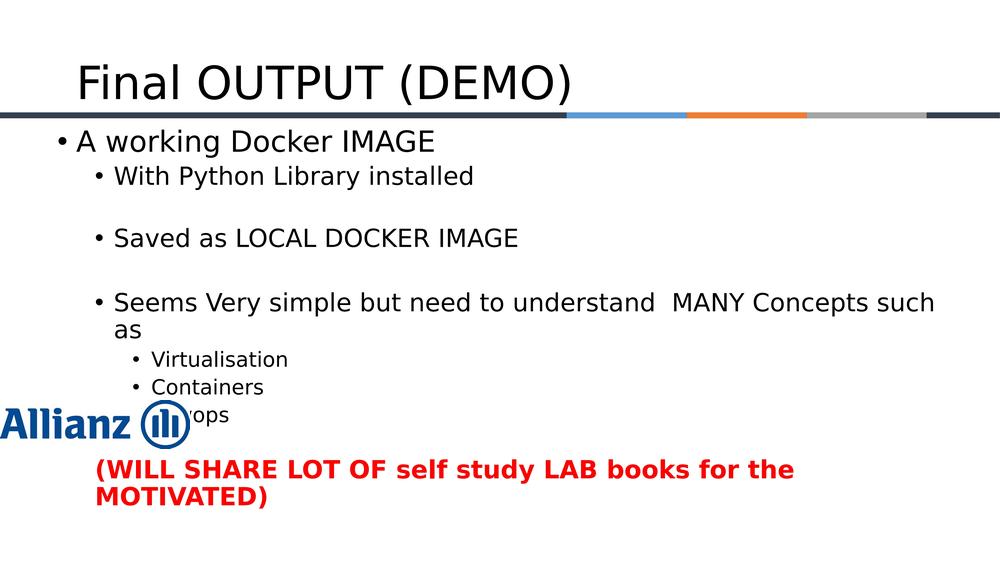 Final OUTPUT (DEMO)
• A working Docker IMAGE
• With Python Library installed
• Saved as LOCAL DOCKER IMAGE
• Seems Very simple but need to understand  MANY Concepts such
as
• Virtualisation
• Containers
Allianz
(WILL SHARE LOT OF self study LAB books for the
MOTIVATED)